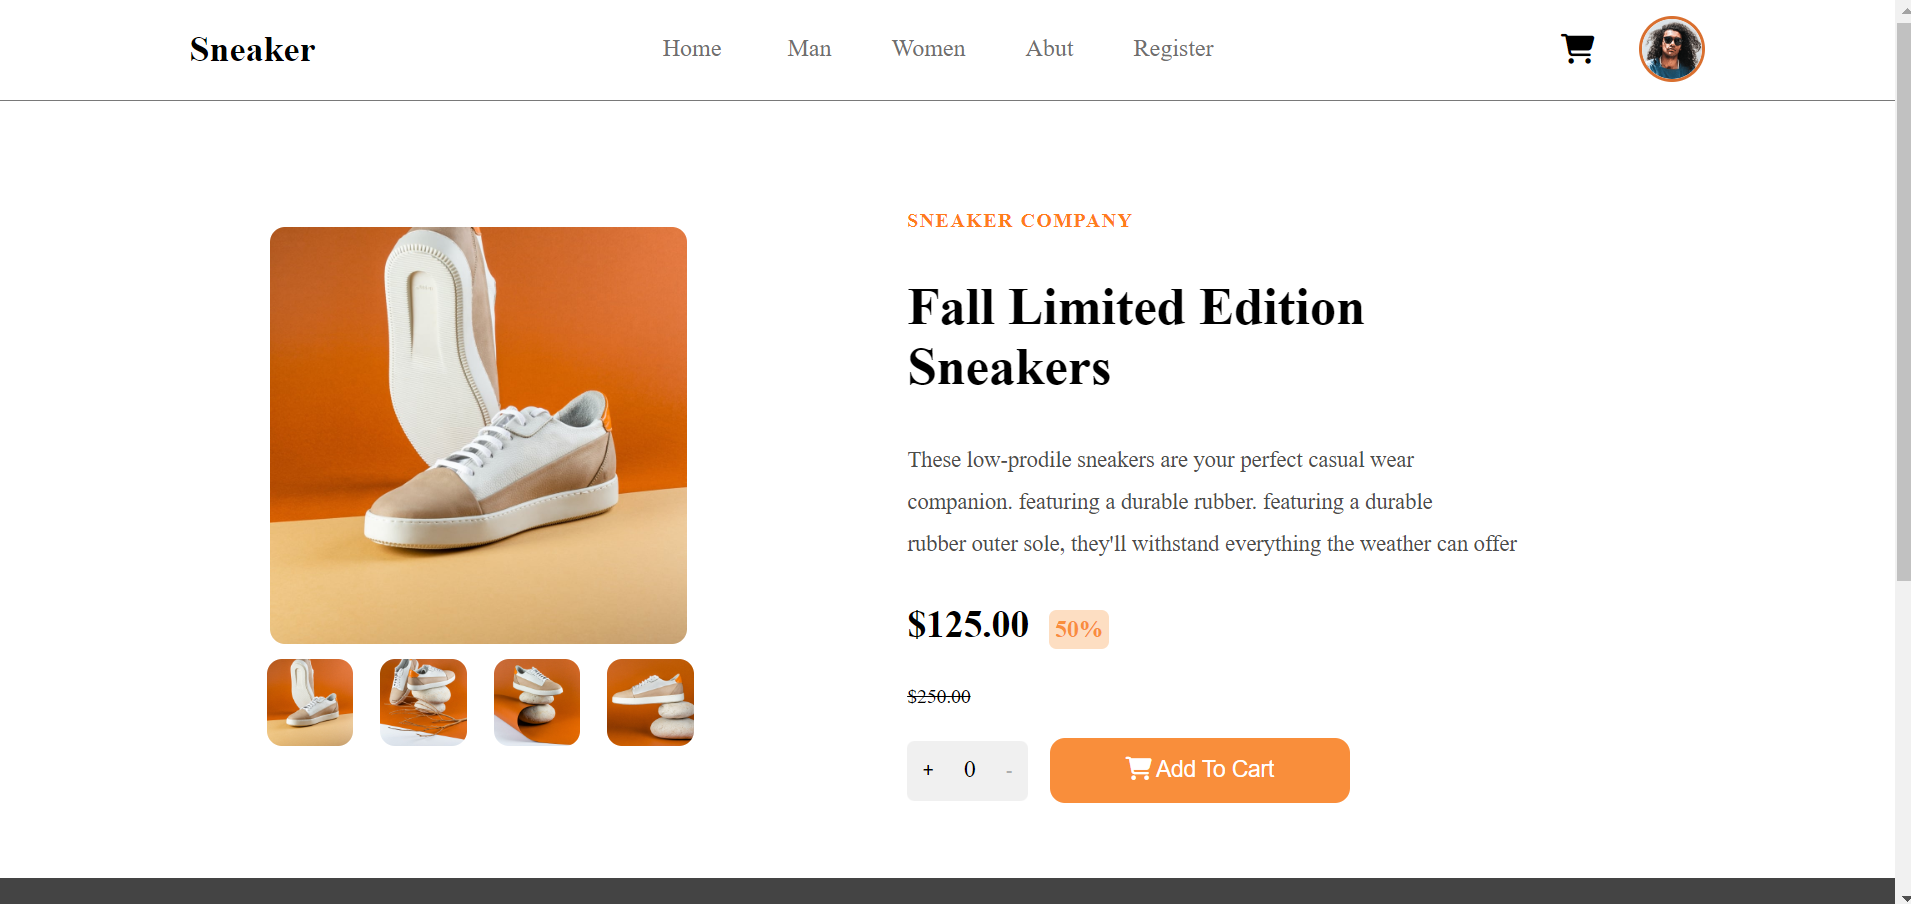 Sneaker
Home Man Women Abut Register
SNEAKER COMPANY
Fall Limited Edition
Sneakers
These low-prodile sneakers are your perfect casual wear
companion. featuring a durable rubber. featuring a durable
rubber outer sole, they'll withstand everything the weather can offer
$125.00 50%
$250.00
+ 0 - Add To Cart